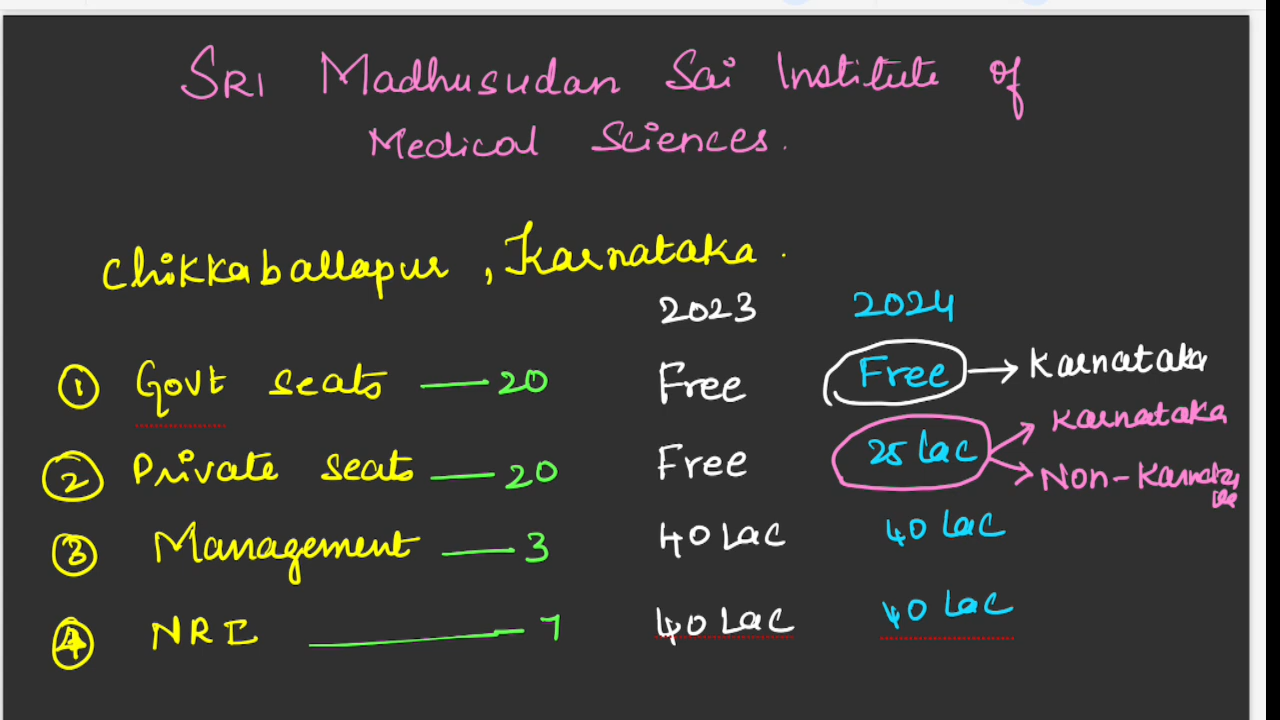 SRI Madhusudan Sai Institute of
Medical Sciences.
Chikkaballapur, Karnataka.
2023 2024
① Govt seats — 20 Free Free → Karnataka
② Private seats — 20 Free 25 Lac → Karnataka
→ Non-Karnataka
③ Management — 3 40 Lac 40 Lac
④ NRI — 7 40 Lac 40 Lac